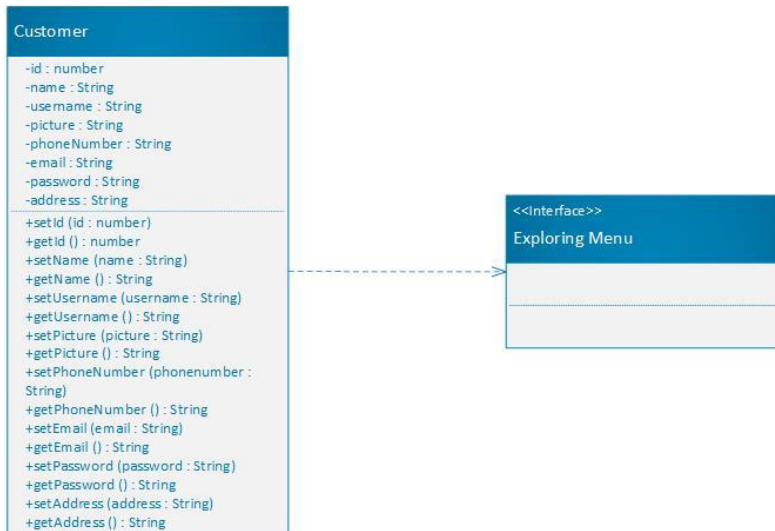 Customer
-id : number
-name : String
-username : String
-picture : String
-phoneNumber : String
-email : String
-password : String
-address : String
+setId (id : number)
+getId () : number
+setName (name : String)
+getName () : String
+setUsername (username : String)
+getUsername () : String
+setPicture (picture : String)
+getPicture () : String
+setPhoneNumber (phonenumber :
String)
+getPhoneNumber () : String
+setEmail (email : String)
+getEmail () : String
+setPassword (password : String)
+getPassword () : String
+setAddress (address : String)
+getAddress () : String
<<Interface>>
Exploring Menu